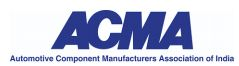 ACMA
Automotive Component Manufacturers Association of India